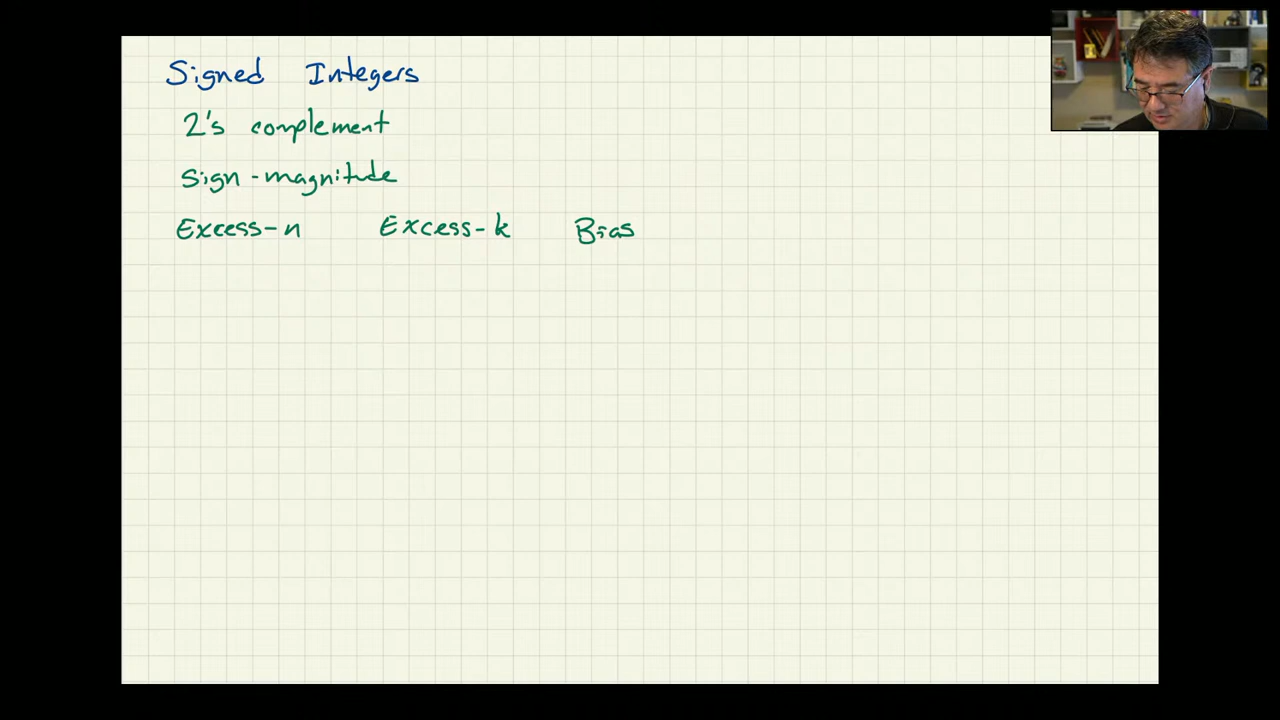 Signed Integers
2's complement
Sign-magnitude
Excess-n Excess-k Bias